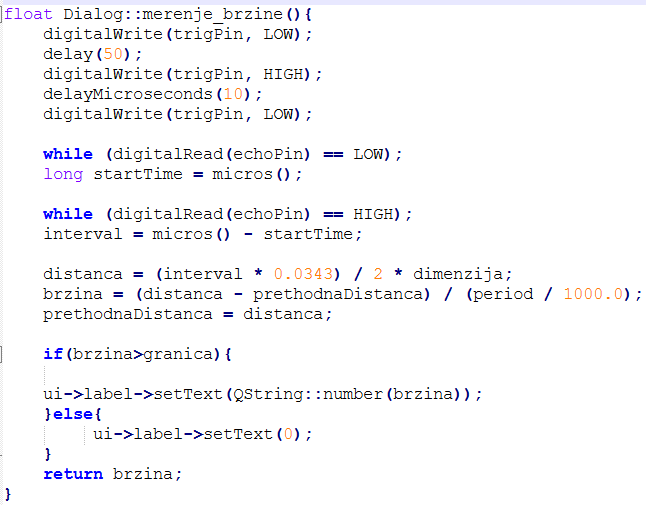 float Dialog::merenje_brzine(){
    digitalWrite(trigPin, LOW);
    delay(50);
    digitalWrite(trigPin, HIGH);
    delayMicroseconds(10);
    digitalWrite(trigPin, LOW);

    while (digitalRead(echoPin) == LOW);
    long startTime = micros();

    while (digitalRead(echoPin) == HIGH);
    interval = micros() - startTime;

    distanca = (interval * 0.0343) / 2 * dimenzija;
    brzina = (distanca - prethodnaDistanca) / (period / 1000.0);
    prethodnaDistanca = distanca;

    if(brzina>granica){

    ui->label->setText(QString::number(brzina));
    }else{
         ui->label->setText(0);
    }
    return brzina;
}